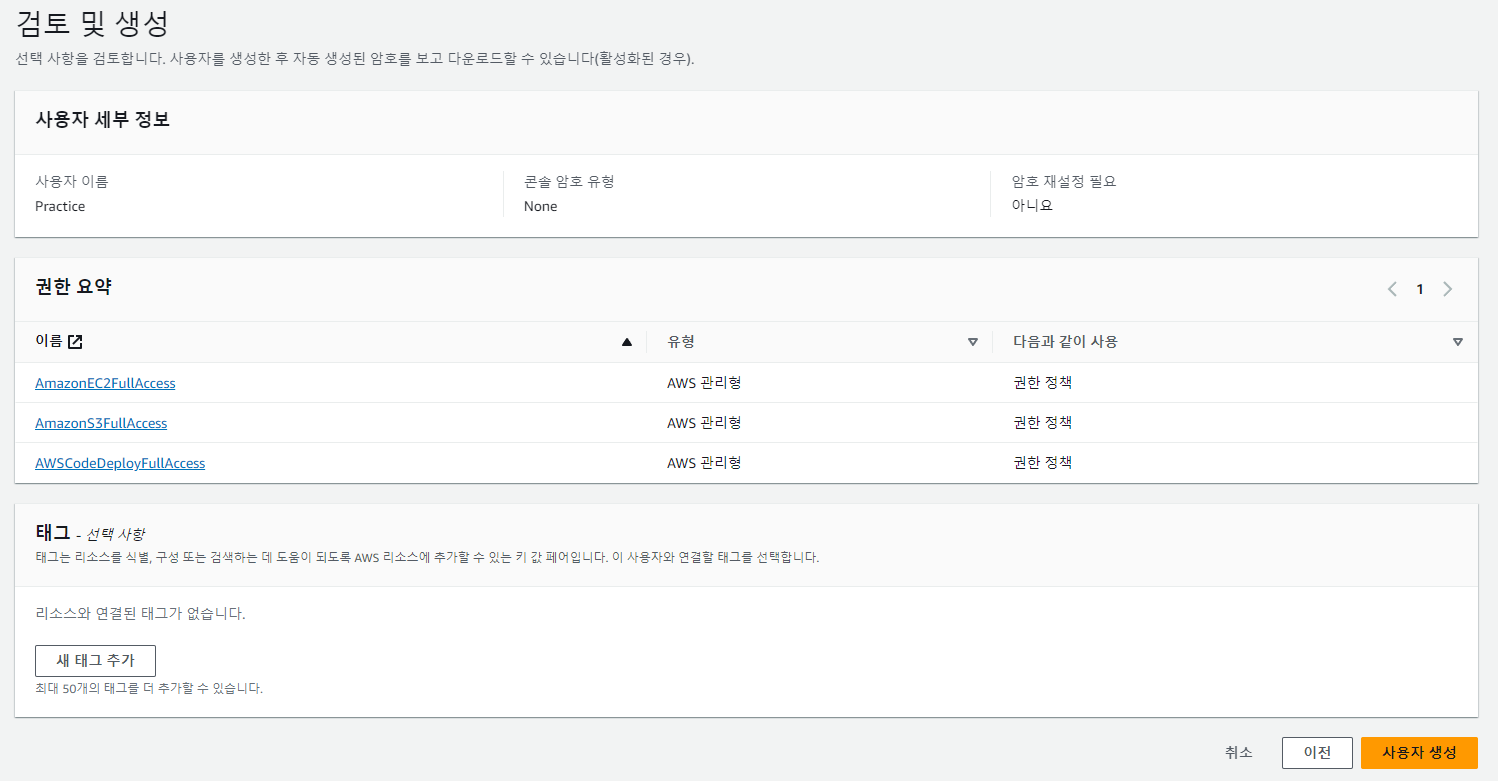 검토 및 생성
선택 사항을 검토합니다. 사용자를 생성한 후 자동 생성된 암호를 보고 다운로드할 수 있습니다(활성화된 경우).
사용자 세부 정보
사용자 이름
Practice
콘솔 암호 유형
None
암호 재설정 필요
아니요
권한 요약
1
이름 유형 다음과 같이 사용
AmazonEC2FullAccess AWS 관리형 권한 정책
AmazonS3FullAccess AWS 관리형 권한 정책
AWSCodeDeployFullAccess AWS 관리형 권한 정책
태그 - 선택 사항
태그는 리소스를 식별, 구성 또는 검색하는 데 도움이 되도록 AWS 리소스에 추가할 수 있는 키 값 페어입니다. 이 사용자와 연결할 태그를 선택합니다.
리소스와 연결된 태그가 없습니다.
새 태그 추가
최대 50개의 태그를 더 추가할 수 있습니다.
취소 이전 사용자 생성